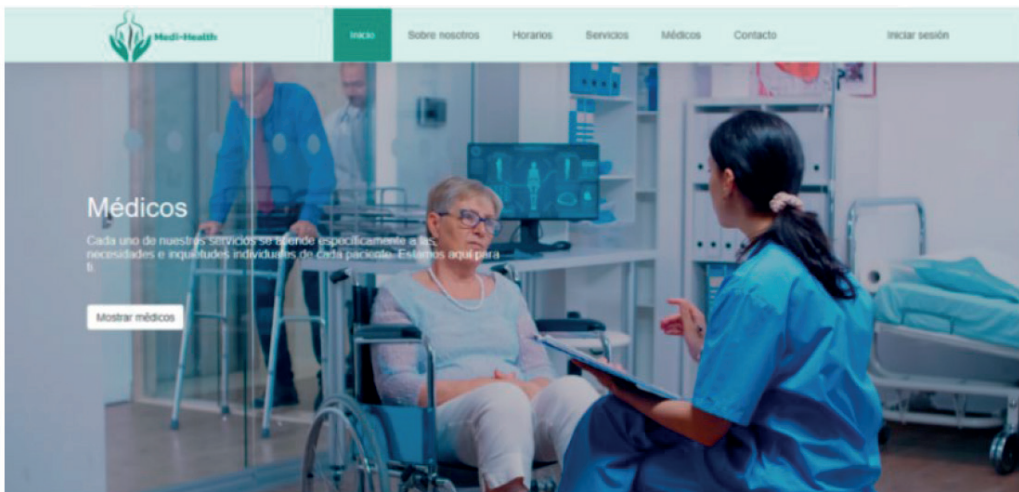 Medi-Health
Inicio
Sobre nosotros
Horarios
Servicios
Médicos
Contacto
Iniciar sesión
Médicos
Cada uno de nuestros servicios se atiende específicamente a las
necesidades e inquietudes individuales de cada paciente. Estamos aquí para
ti.
Mostrar médicos